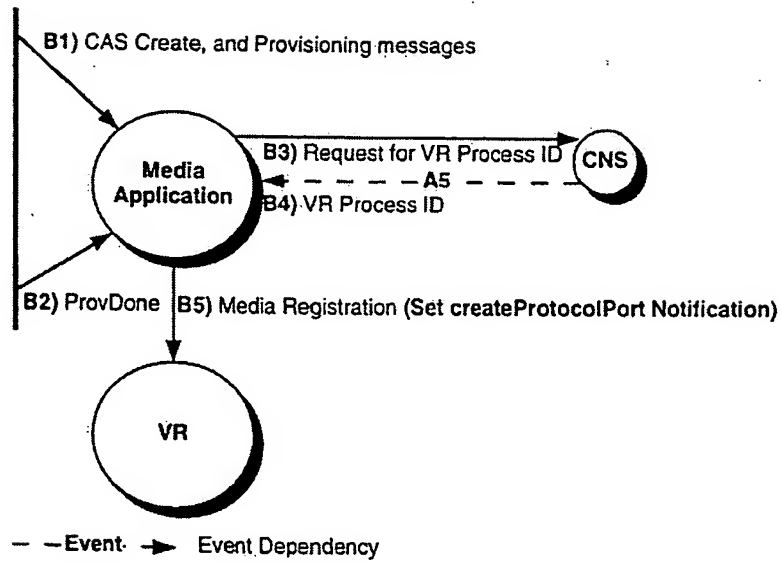 B1) CAS Create, and Provisioning messages
Media
Application
B3) Request for VR Process ID
CNS
A5
B4) VR Process ID
B2) ProvDone
B5) Media Registration (Set createProtocolPort Notification)
VR
Event
Event Dependency